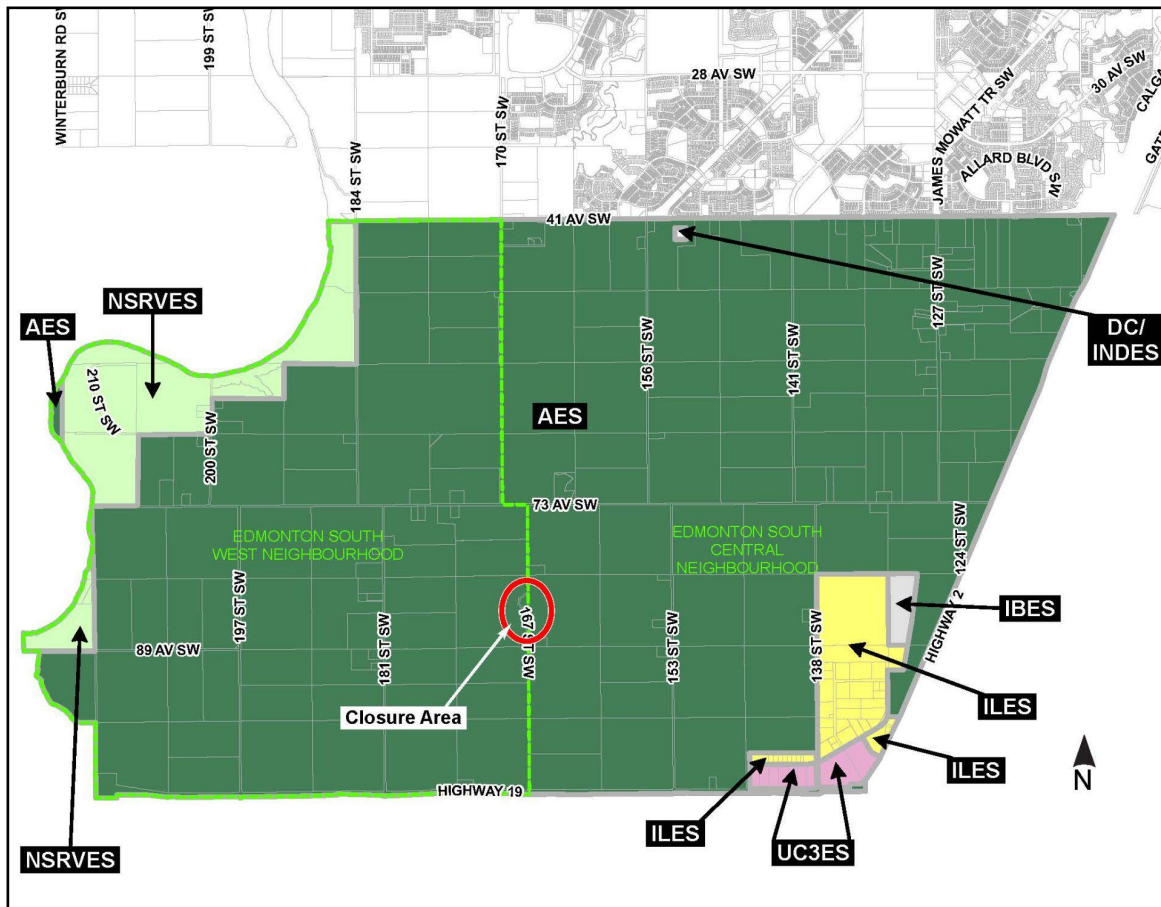 WINTERBURN RD S
199 ST SW
28 AV SW
30 AV SW
JAMES MOWATT TR SW
ALLARD BLVD SW
184 ST SW
170 ST SW
41 AV SW
NSRVES
AES
210 ST SW
200 ST SW
156 ST SW
141 ST SW
127 ST SW
DC/
INDES
AES
73 AV SW
EDMONTON SOUTH
WEST NEIGHBOURHOOD
EDMONTON SOUTH
CENTRAL
NEIGHBOURHOOD
124 ST SW
HIGHWAY 2
IBES
197 ST SW
89 AV SW
181 ST SW
167 ST SW
153 ST SW
138 ST SW
Closure Area
ILES
ILES
N
HIGHWAY 19
ILES
UC3ES
NSRVES